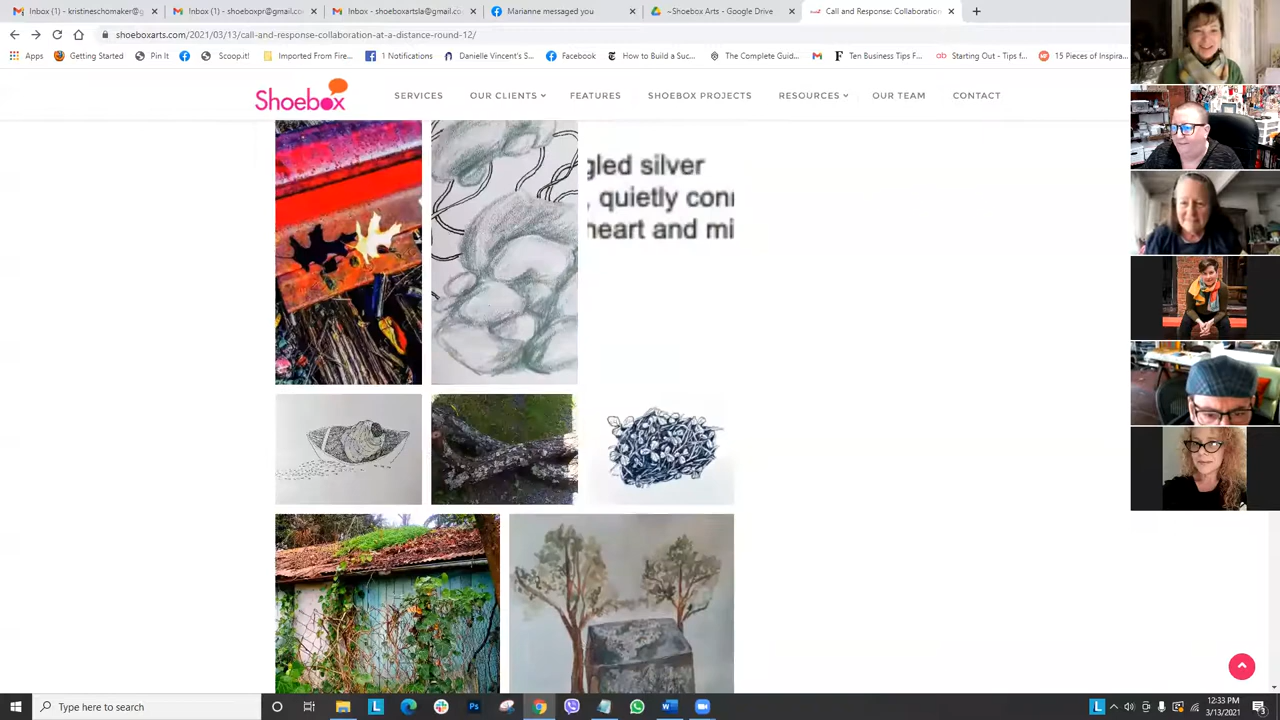 Inbox (1) - kristineschomaker@g
Inbox (1) - shoeboxpr@gmail.co
Inbox - shoeboxartsla@gmail.co
Marianne messaged you
~Shoebox Arts - Google Drive
Call and Response: Collaboration
shoeboxarts.com/2021/03/13/call-and-response-collaboration-at-a-distance-round-12/
Apps
Getting Started
Pin It
Scoop.it!
Imported From Fire...
1 Notifications
Danielle Vincent's S...
Facebook
How to Build a Suc...
The Complete Guid...
Ten Business Tips F...
Starting Out - Tips f...
15 Pieces of Inspira...
Shoebox
SERVICES
OUR CLIENTS
FEATURES
SHOEBOX PROJECTS
RESOURCES
OUR TEAM
CONTACT
gled silver
, quietly con
heart and mi
Type here to search
12:33 PM
3/13/2021